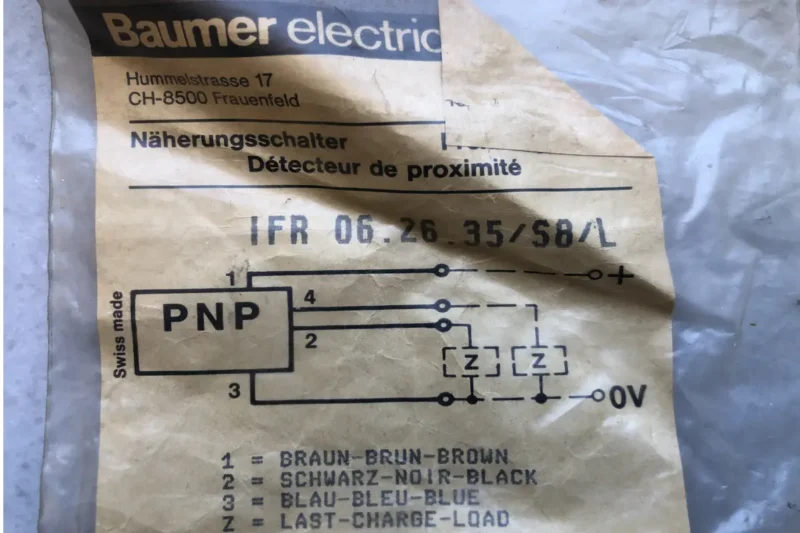 Baumer electric
Hummelstrasse 17
CH-8500 Frauenfeld
Näherungsschalter
Détecteur de proximité
IFR 06.26.35/S8/L
1
+
PNP
4
2
Z
Z
Swiss made
3
0V
1 = BRAUN-BRUN-BROWN
2 = SCHWARZ-NOIR-BLACK
3 = BLAU-BLEU-BLUE
Z = LAST-CHARGE-LOAD